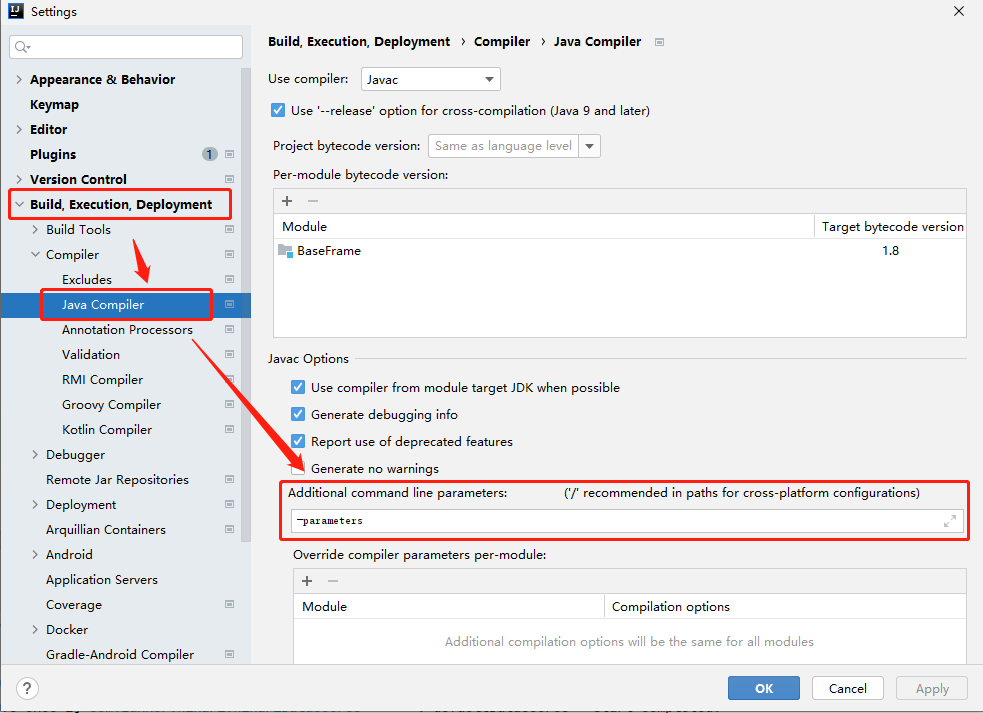 IJ
Settings
Appearance & Behavior
Keymap
Editor
Plugins
1
Version Control
Build, Execution, Deployment
Build Tools
Compiler
Excludes
Java Compiler
Annotation Processors
Validation
RMI Compiler
Groovy Compiler
Kotlin Compiler
Debugger
Remote Jar Repositories
Deployment
Arquillian Containers
Android
Application Servers
Coverage
Docker
Gradle-Android Compiler
?
Build, Execution, Deployment › Compiler › Java Compiler
Use compiler: Javac
Use '--release' option for cross-compilation (Java 9 and later)
Project bytecode version: Same as language level
Per-module bytecode version:
Module Target bytecode version
BaseFrame 1.8
Javac Options
Use compiler from module target JDK when possible
Generate debugging info
Report use of deprecated features
Generate no warnings
Additional command line parameters: ('/' recommended in paths for cross-platform configurations)
-parameters
Override compiler parameters per-module:
Module Compilation options
Additional compilation options will be the same for all modules
OK Cancel Apply